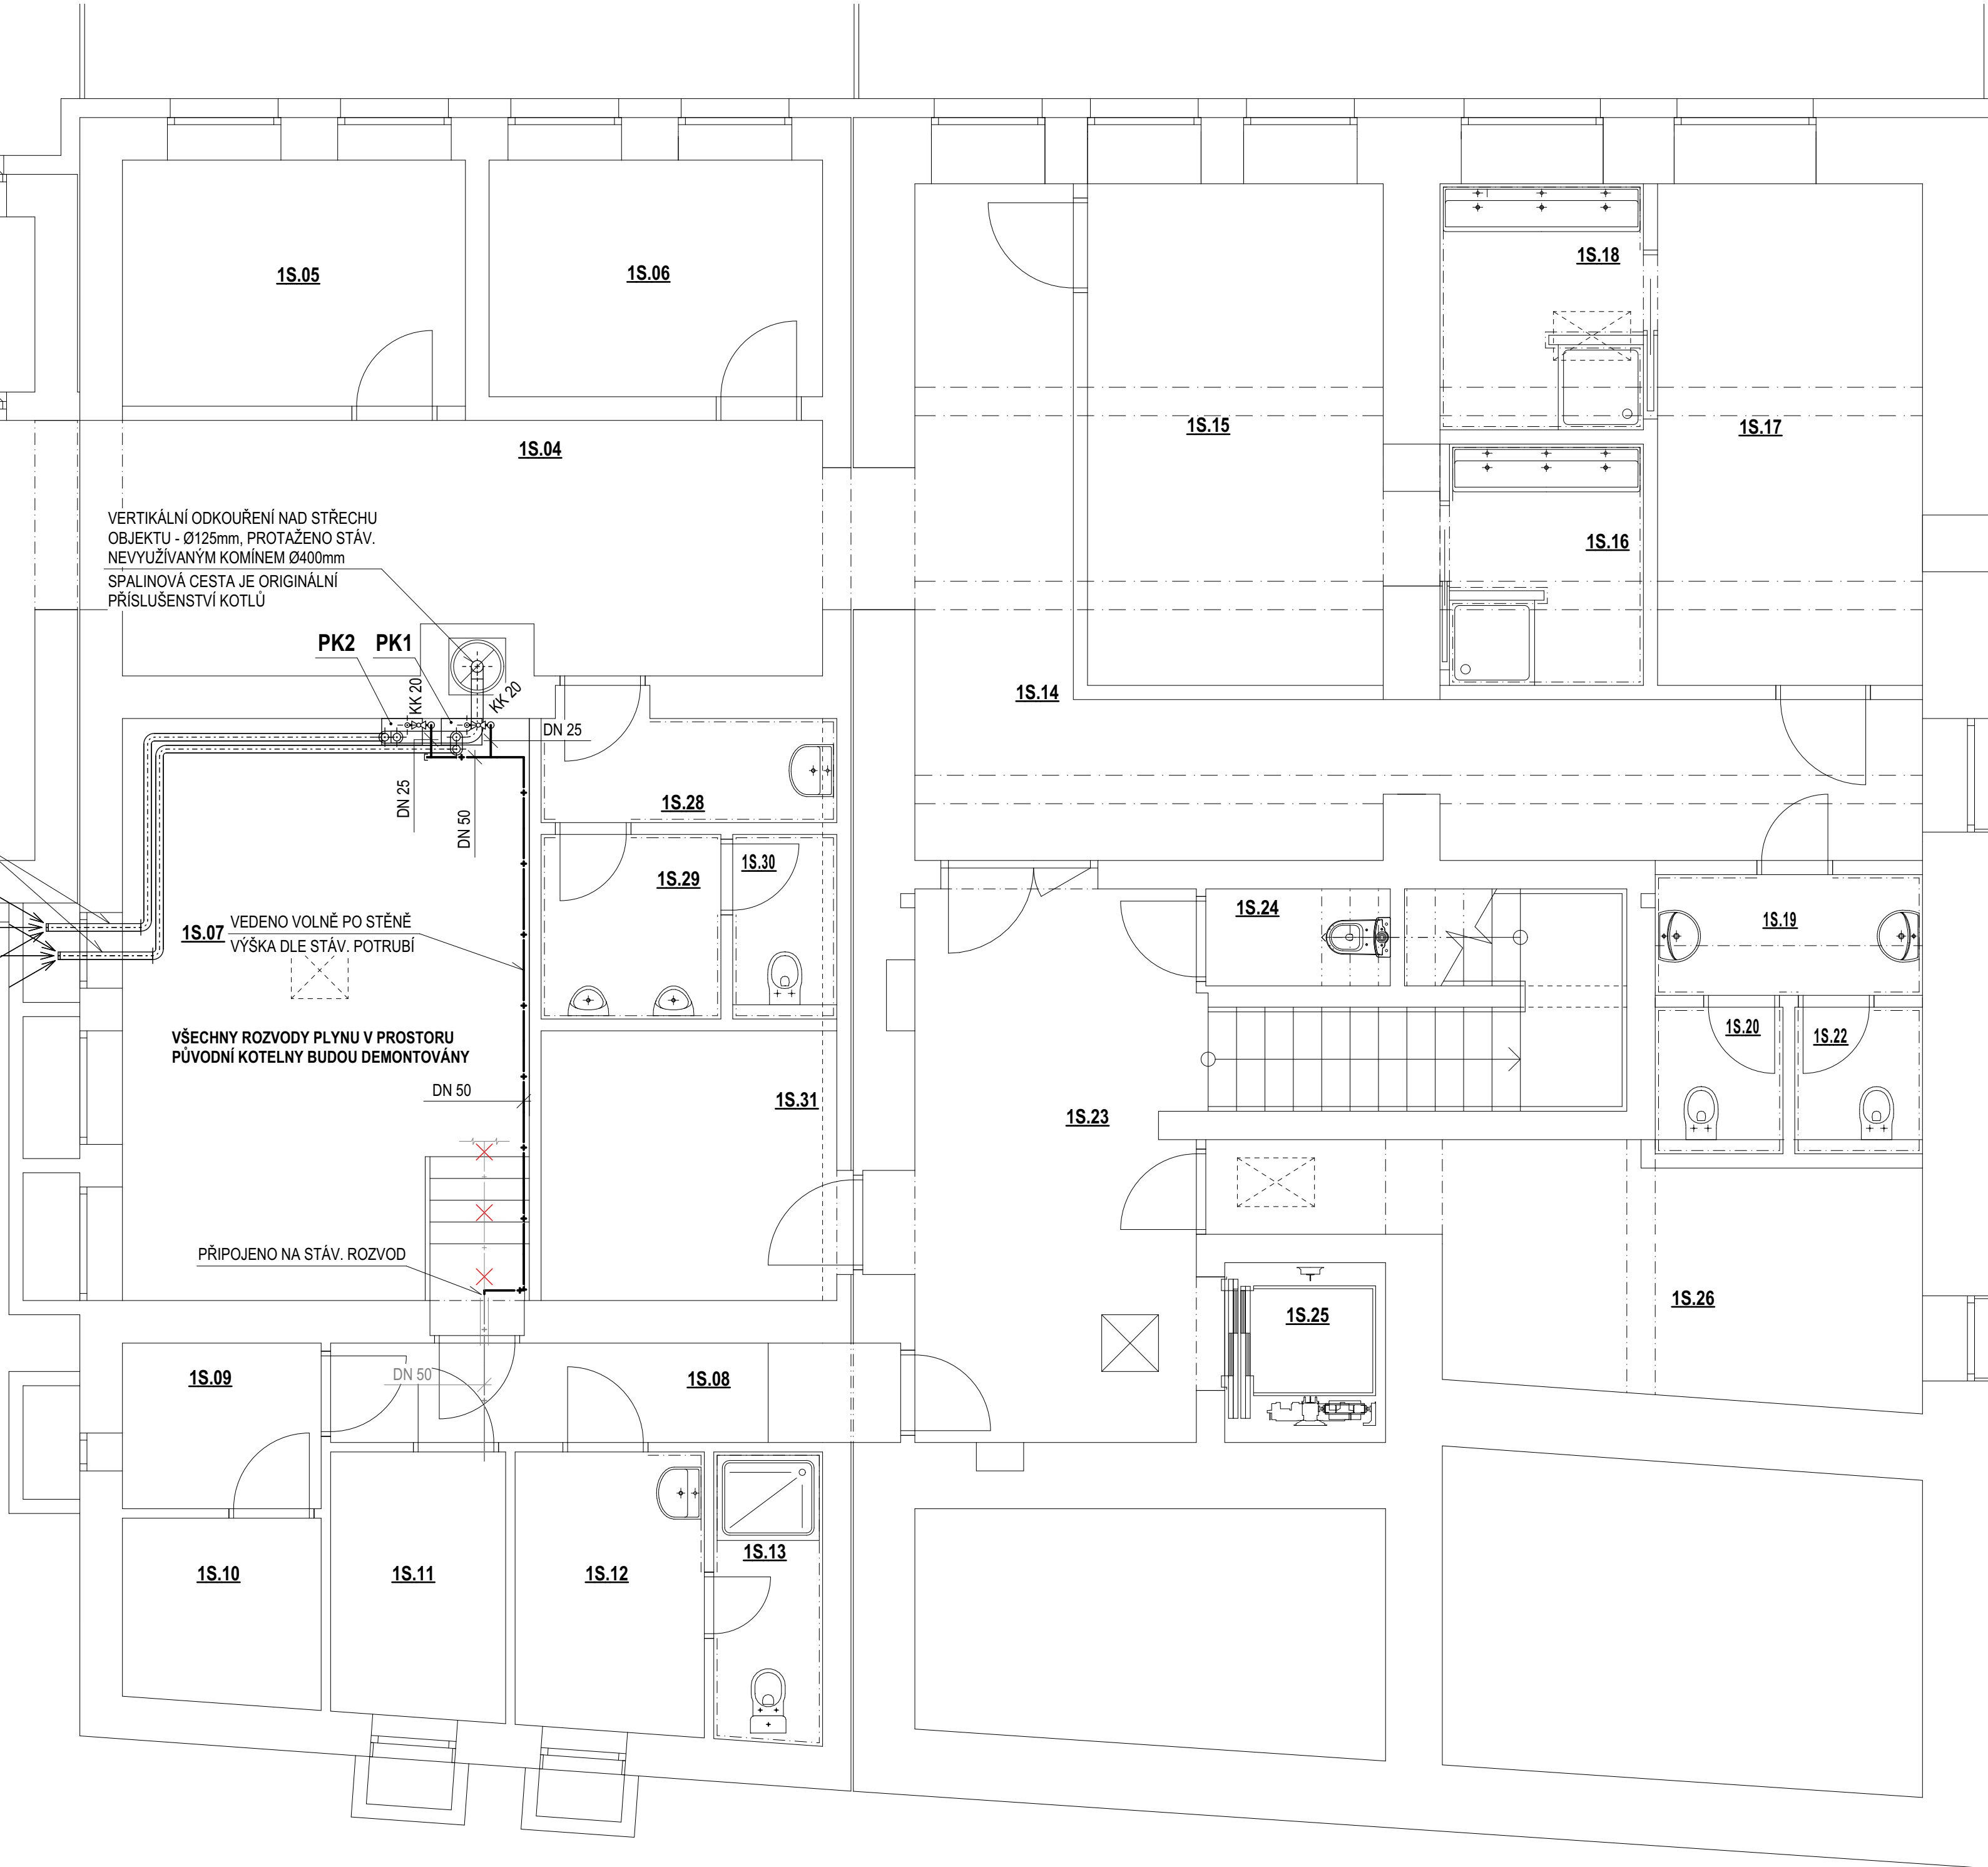 1S.05
1S.06
1S.18
1S.15
1S.17
1S.04
VERTIKÁLNÍ ODKOUŘENÍ NAD STŘECHU
OBJEKTU - Ø125mm, PROTAŽENO STÁV.
NEVYUŽÍVANÝM KOMÍNEM Ø400mm
SPALINOVÁ CESTA JE ORIGINÁLNÍ
PŘÍSLUŠENSTVÍ KOTLŮ
1S.16
PK2
PK1
KK 20
KK 20
1S.14
DN 25
DN 25
DN 50
1S.28
1S.29
1S.30
1S.24
1S.19
1S.07
VEDENO VOLNĚ PO STĚNĚ
VÝŠKA DLE STÁV. POTRUBÍ
VŠECHNY ROZVODY PLYNU V PROSTORU
PŮVODNÍ KOTELNY BUDOU DEMONTOVÁNY
1S.20
1S.22
DN 50
1S.31
1S.23
PŘIPOJENO NA STÁV. ROZVOD
1S.25
1S.26
1S.09
DN 50
1S.08
1S.10
1S.11
1S.12
1S.13